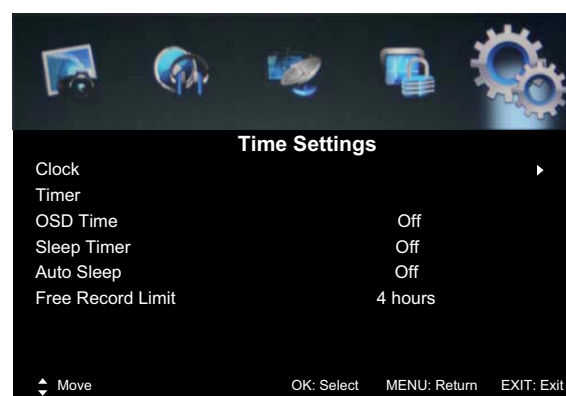 Time Settings
Clock
Timer
OSD Time Off
Sleep Timer Off
Auto Sleep Off
Free Record Limit 4 hours
Move OK: Select MENU: Return EXIT: Exit